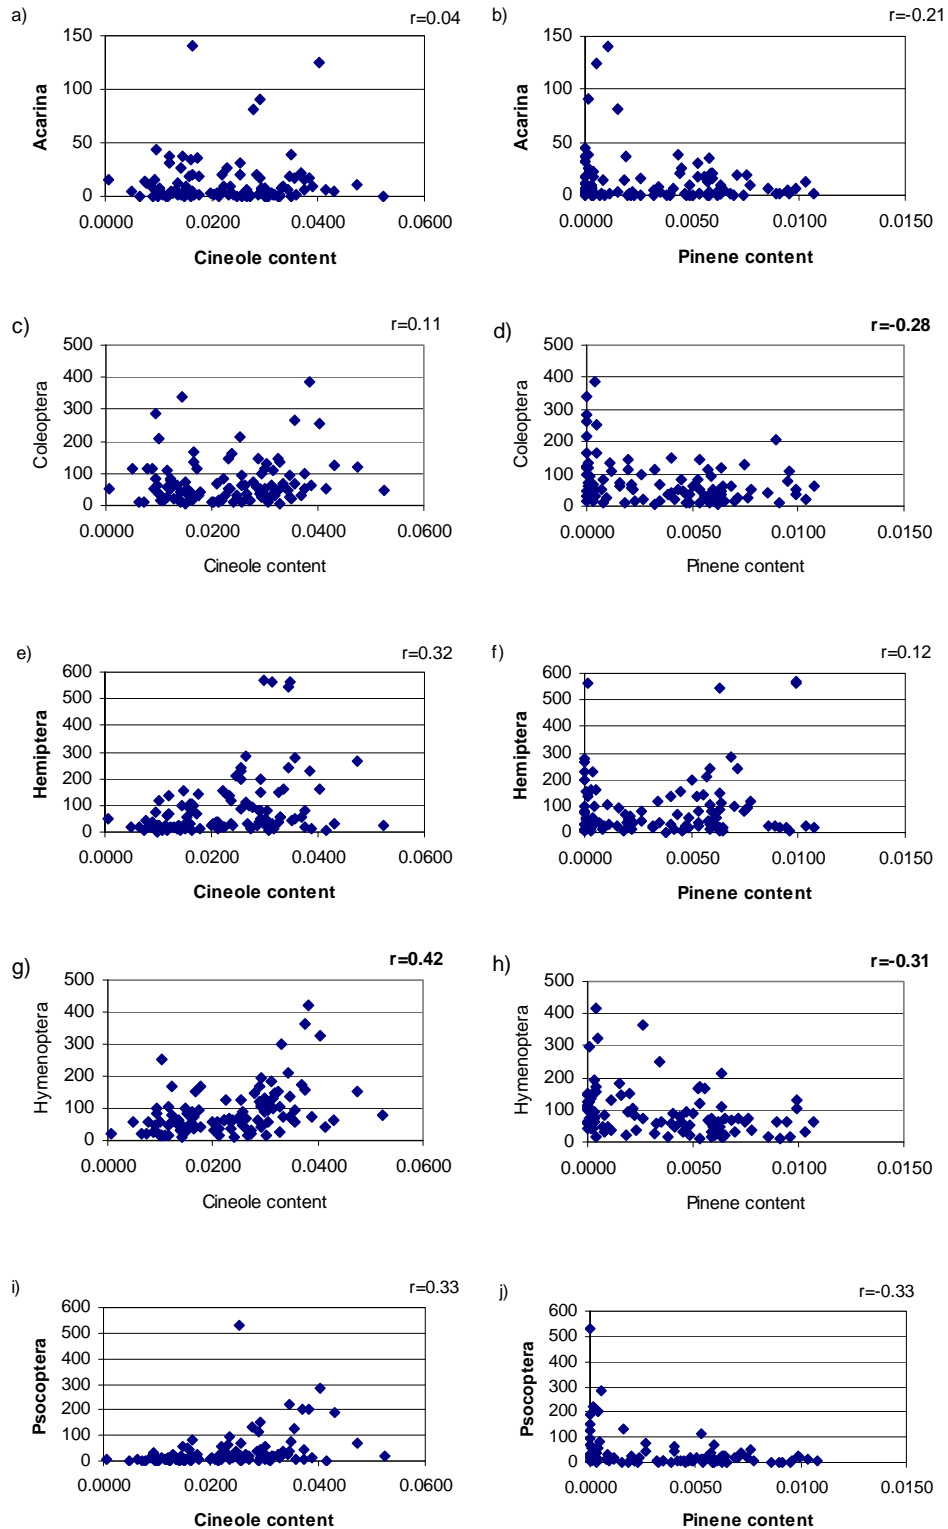 a)
r=0.04
150
100
50
0
Acarina
0.0000 0.0200 0.0400 0.0600
Cineole content
b)
r=-0.21
150
100
50
0
Acarina
0.0000 0.0050 0.0100 0.0150
Pinene content
c)
r=0.11
500
400
300
200
100
0
Coleoptera
0.0000 0.0200 0.0400 0.0600
Cineole content
d)
r=-0.28
500
400
300
200
100
0
Coleoptera
0.0000 0.0050 0.0100 0.0150
Pinene content
e)
r=0.32
600
500
400
300
200
100
0
Hemiptera
0.0000 0.0200 0.0400 0.0600
Cineole content
f)
r=0.12
600
500
400
300
200
100
0
Hemiptera
0.0000 0.0050 0.0100 0.0150
Pinene content
g)
r=0.42
500
400
300
200
100
0
Hymenoptera
0.0000 0.0200 0.0400 0.0600
Cineole content
h)
r=-0.31
500
400
300
200
100
0
Hymenoptera
0.0000 0.0050 0.0100 0.0150
Pinene content
i)
r=0.33
600
500
400
300
200
100
0
Psocoptera
0.0000 0.0200 0.0400 0.0600
Cineole content
j)
r=-0.33
600
500
400
300
200
100
0
Psocoptera
0.0000 0.0050 0.0100 0.0150
Pinene content